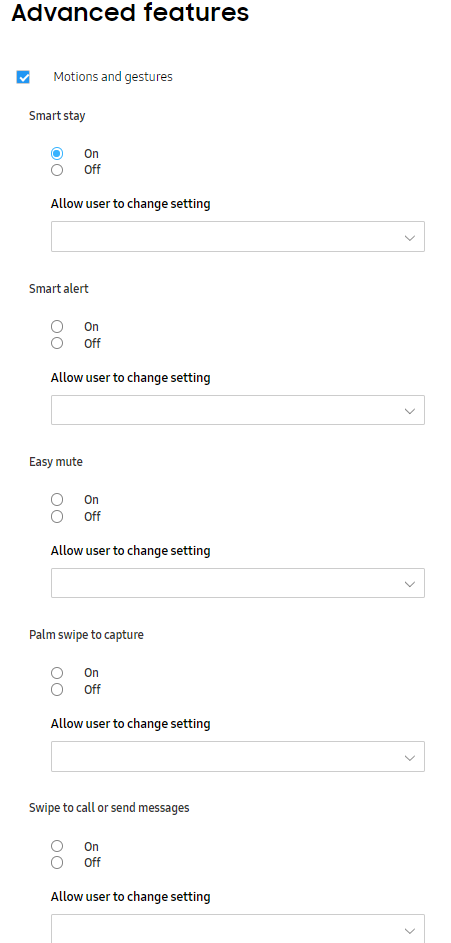 Advanced features
Motions and gestures
Smart stay
On
Off
Allow user to change setting
Smart alert
On
Off
Allow user to change setting
Easy mute
On
Off
Allow user to change setting
Palm swipe to capture
On
Off
Allow user to change setting
Swipe to call or send messages
On
Off
Allow user to change setting